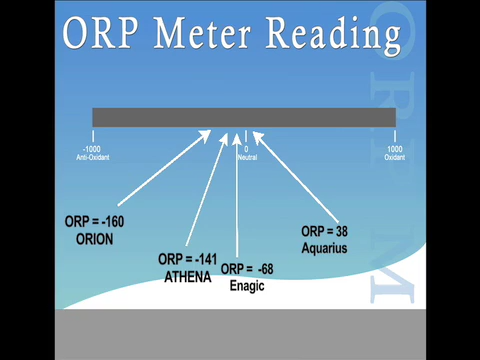 ORP Meter Reading
-1000
Anti-Oxidant
0
Neutral
1000
Oxidant
ORP = -160
ORION
ORP = -141
ATHENA
ORP =  -68
Enagic
ORP = 38
Aquarius
ORP M